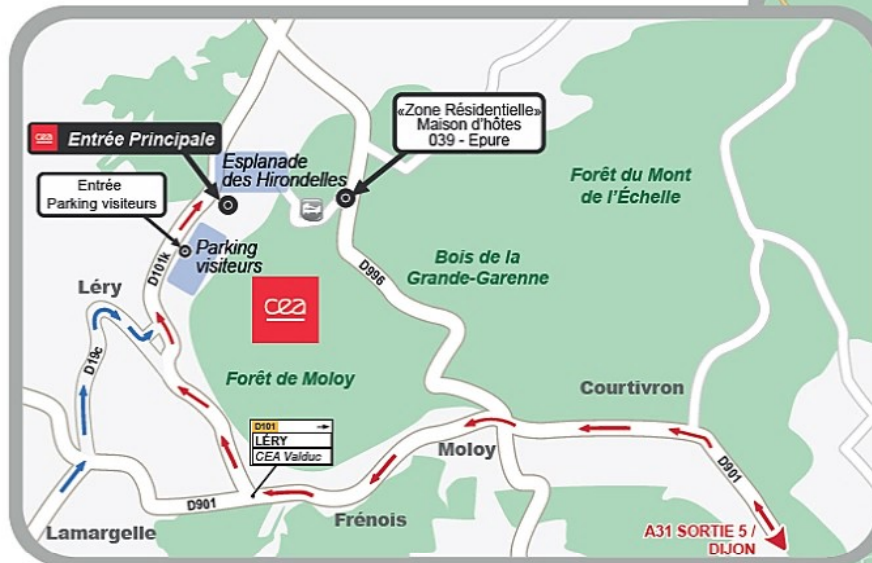 «Zone Résidentielle»
Maison d'hôtes
039 - Epure
cea Entrée Principale
Esplanade
des Hirondelles
Forêt du Mont
de l'Échelle
Entrée
Parking visiteurs
Parking
visiteurs
D101k
D996
Bois de la
Grande-Garenne
Léry
cea
D19c
Forêt de Moloy
Courtivron
D101
LÉRY
CEA Valduc
Moloy
D901
D901
Lamargelle
Frénois
A31 SORTIE 5 /
DIJON